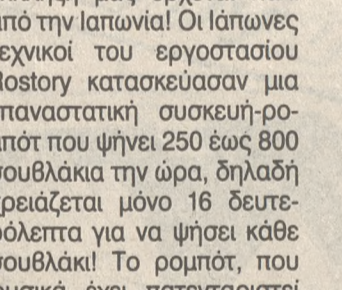 από την Ιαπωνία! Οι Ιάπωνες
τεχνικοί του εργοστασίου
Rostory κατασκεύασαν μια
επαναστατική συσκευή-ρο-
μπότ που ψήνει 250 έως 800
σουβλάκια την ώρα, δηλαδή
χρειάζεται μόνο 16 δευτε-
ρόλεπτα για να ψήσει κάθε
σουβλάκι! Το ρομπότ, που